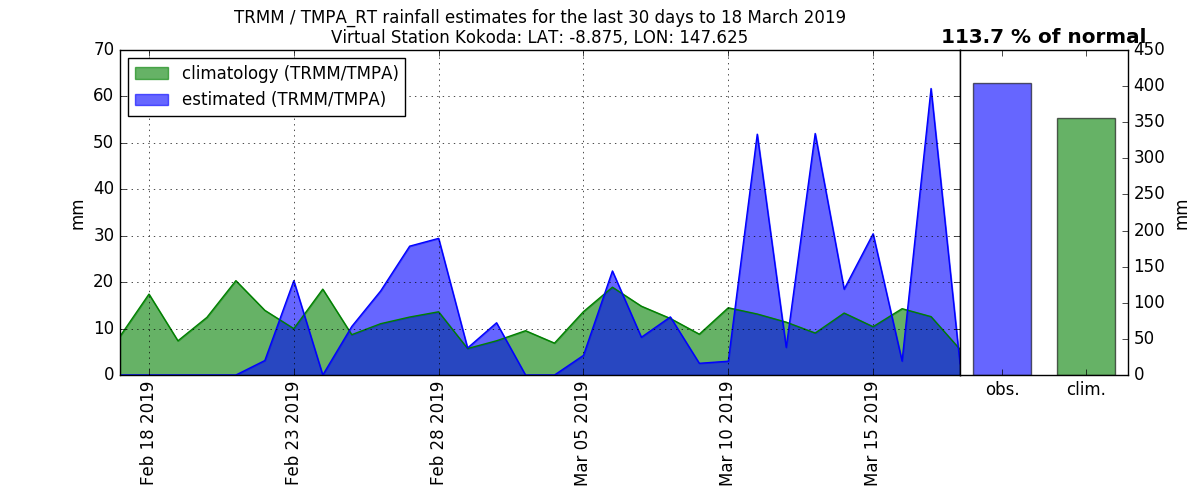 TRMM / TMPA_RT rainfall estimates for the last 30 days to 18 March 2019
Virtual Station Kokoda: LAT: -8.875, LON: 147.625
113.7 % of normal
climatology (TRMM/TMPA)
estimated (TRMM/TMPA)
70
60
50
40
30
20
10
0
mm
Feb 18 2019
Feb 23 2019
Feb 28 2019
Mar 05 2019
Mar 10 2019
Mar 15 2019
450
400
350
300
250
200
150
100
50
0
mm
obs.
clim.